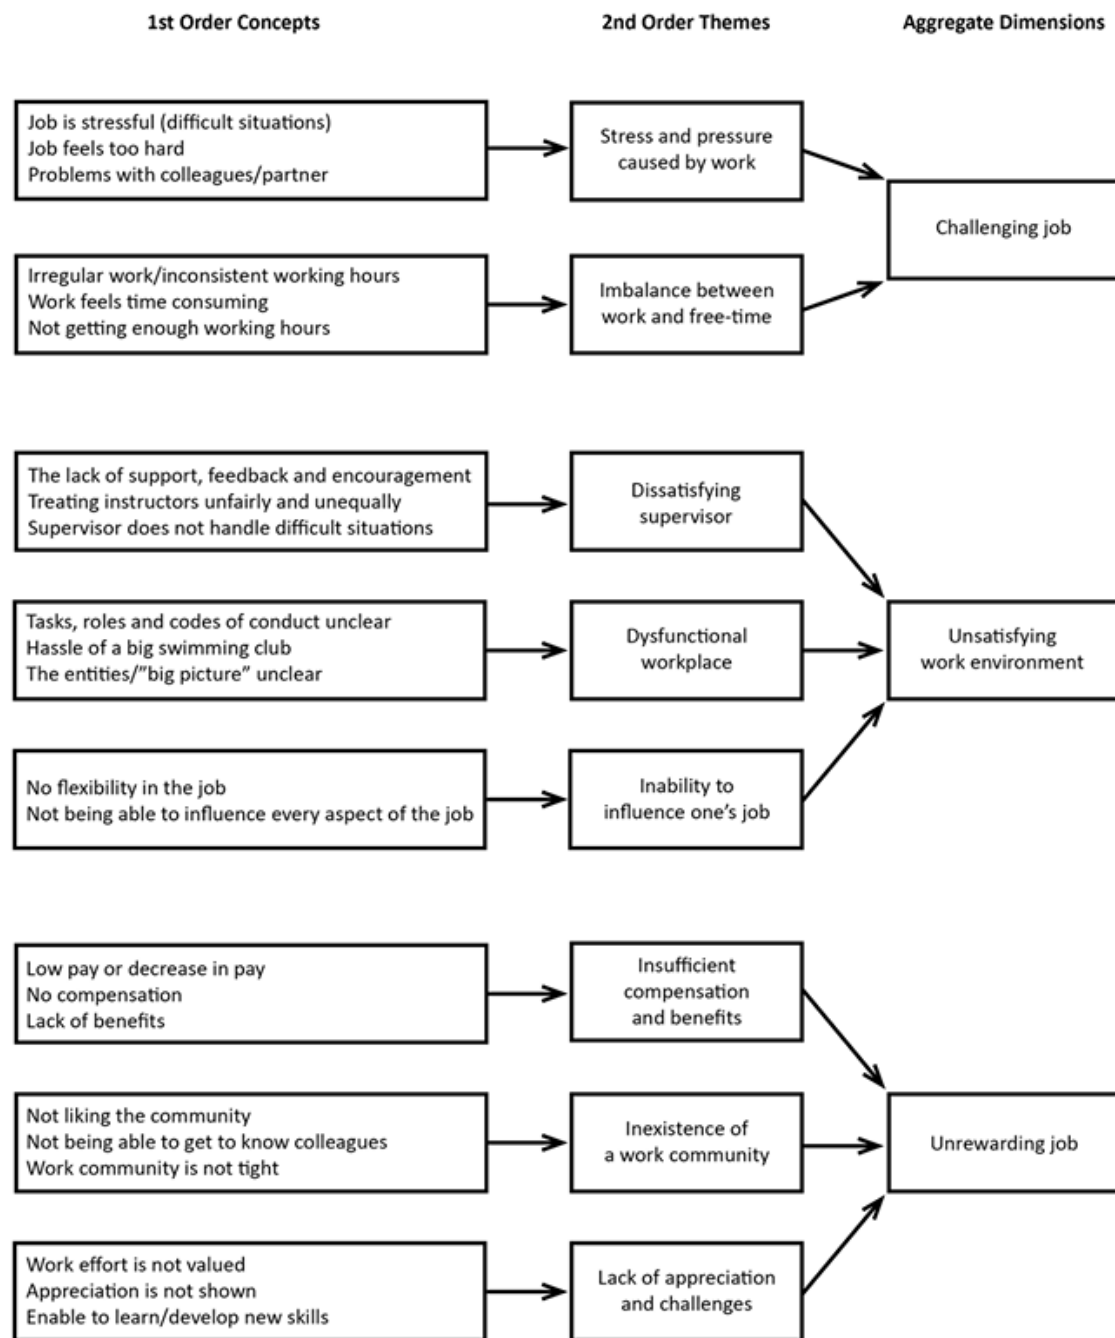 1st Order Concepts
2nd Order Themes
Aggregate Dimensions
Job is stressful (difficult situations)
Job feels too hard
Problems with colleagues/partner
Stress and pressure
caused by work
Challenging job
Irregular work/inconsistent working hours
Work feels time consuming
Not getting enough working hours
Imbalance between
work and free-time
The lack of support, feedback and encouragement
Treating instructors unfairly and unequally
Supervisor does not handle difficult situations
Dissatisfying
supervisor
Tasks, roles and codes of conduct unclear
Hassle of a big swimming club
The entities/”big picture” unclear
Dysfunctional
workplace
Unsatisfying
work environment
No flexibility in the job
Not being able to influence every aspect of the job
Inability to
influence one’s job
Low pay or decrease in pay
No compensation
Lack of benefits
Insufficient
compensation
and benefits
Not liking the community
Not being able to get to know colleagues
Work community is not tight
Inexistence of
a work community
Unrewarding job
Work effort is not valued
Appreciation is not shown
Enable to learn/develop new skills
Lack of appreciation
and challenges